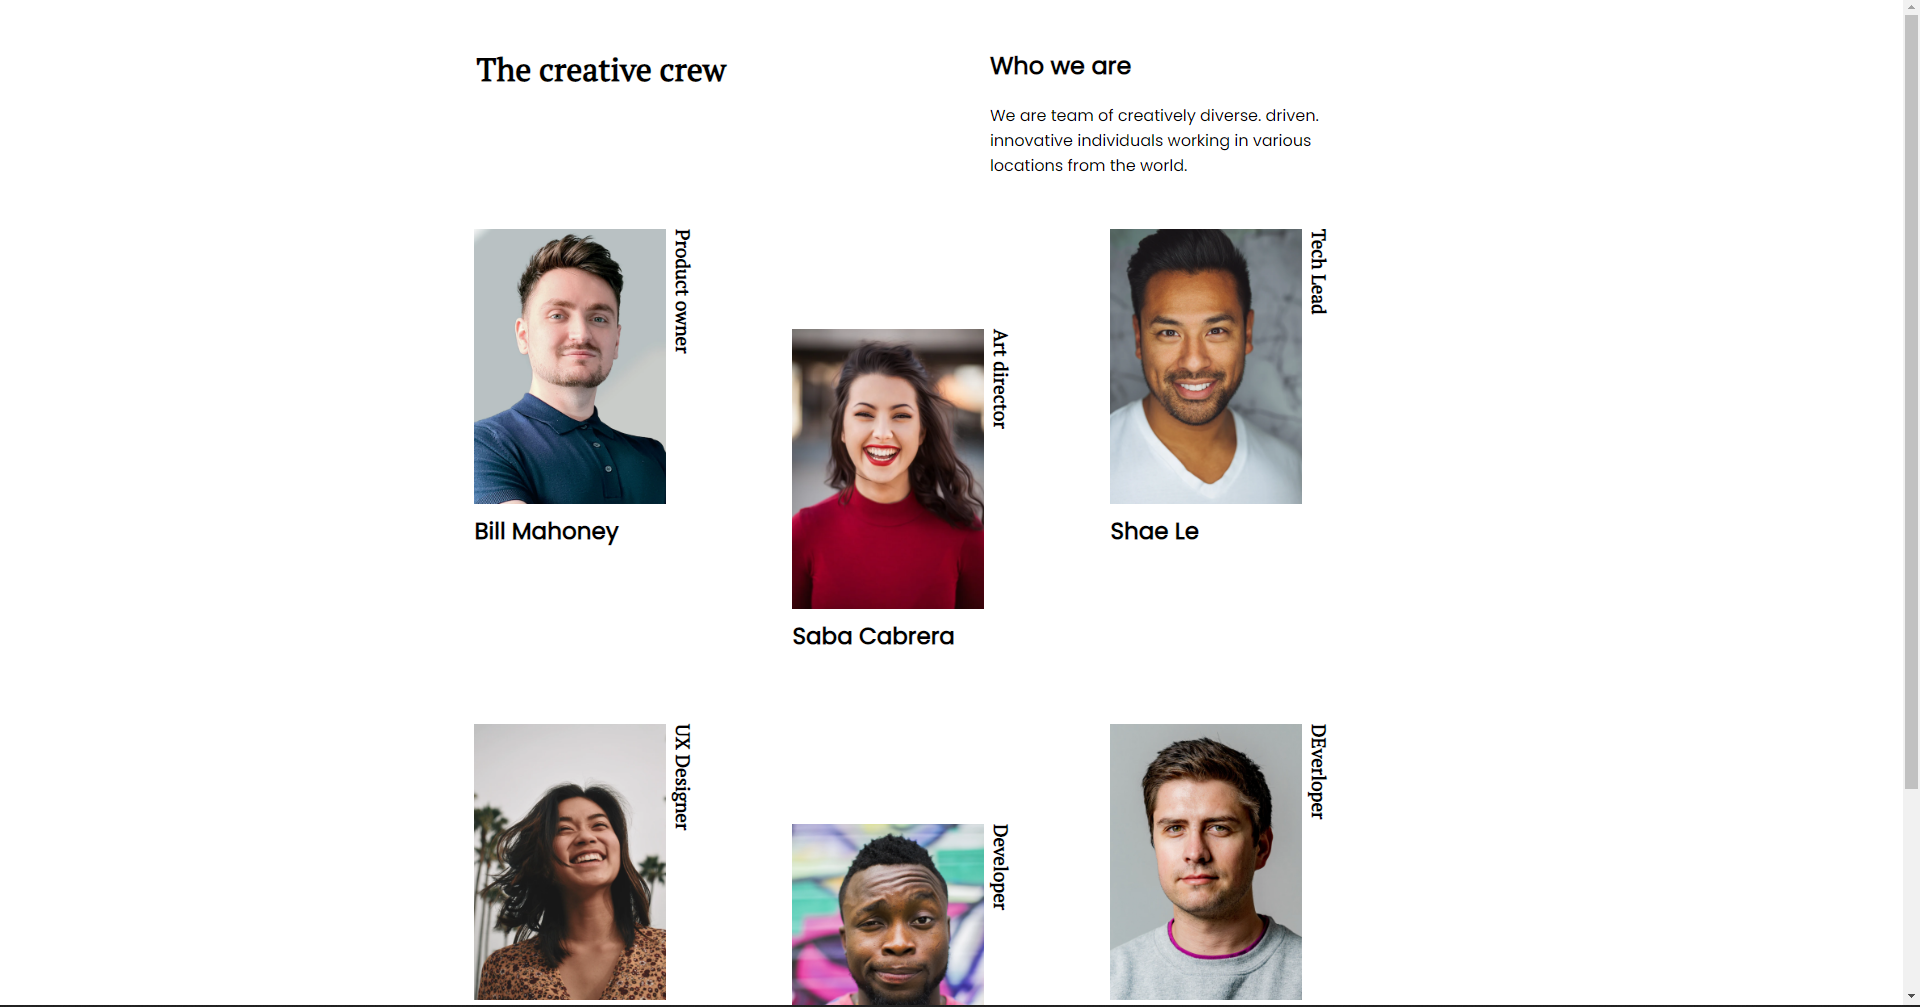 The creative crew
Who we are
We are team of creatively diverse. driven.
innovative individuals working in various
locations from the world.
Product owner
Bill Mahoney
Art director
Saba Cabrera
Tech Lead
Shae Le
UX Designer
Developer
DEverloper